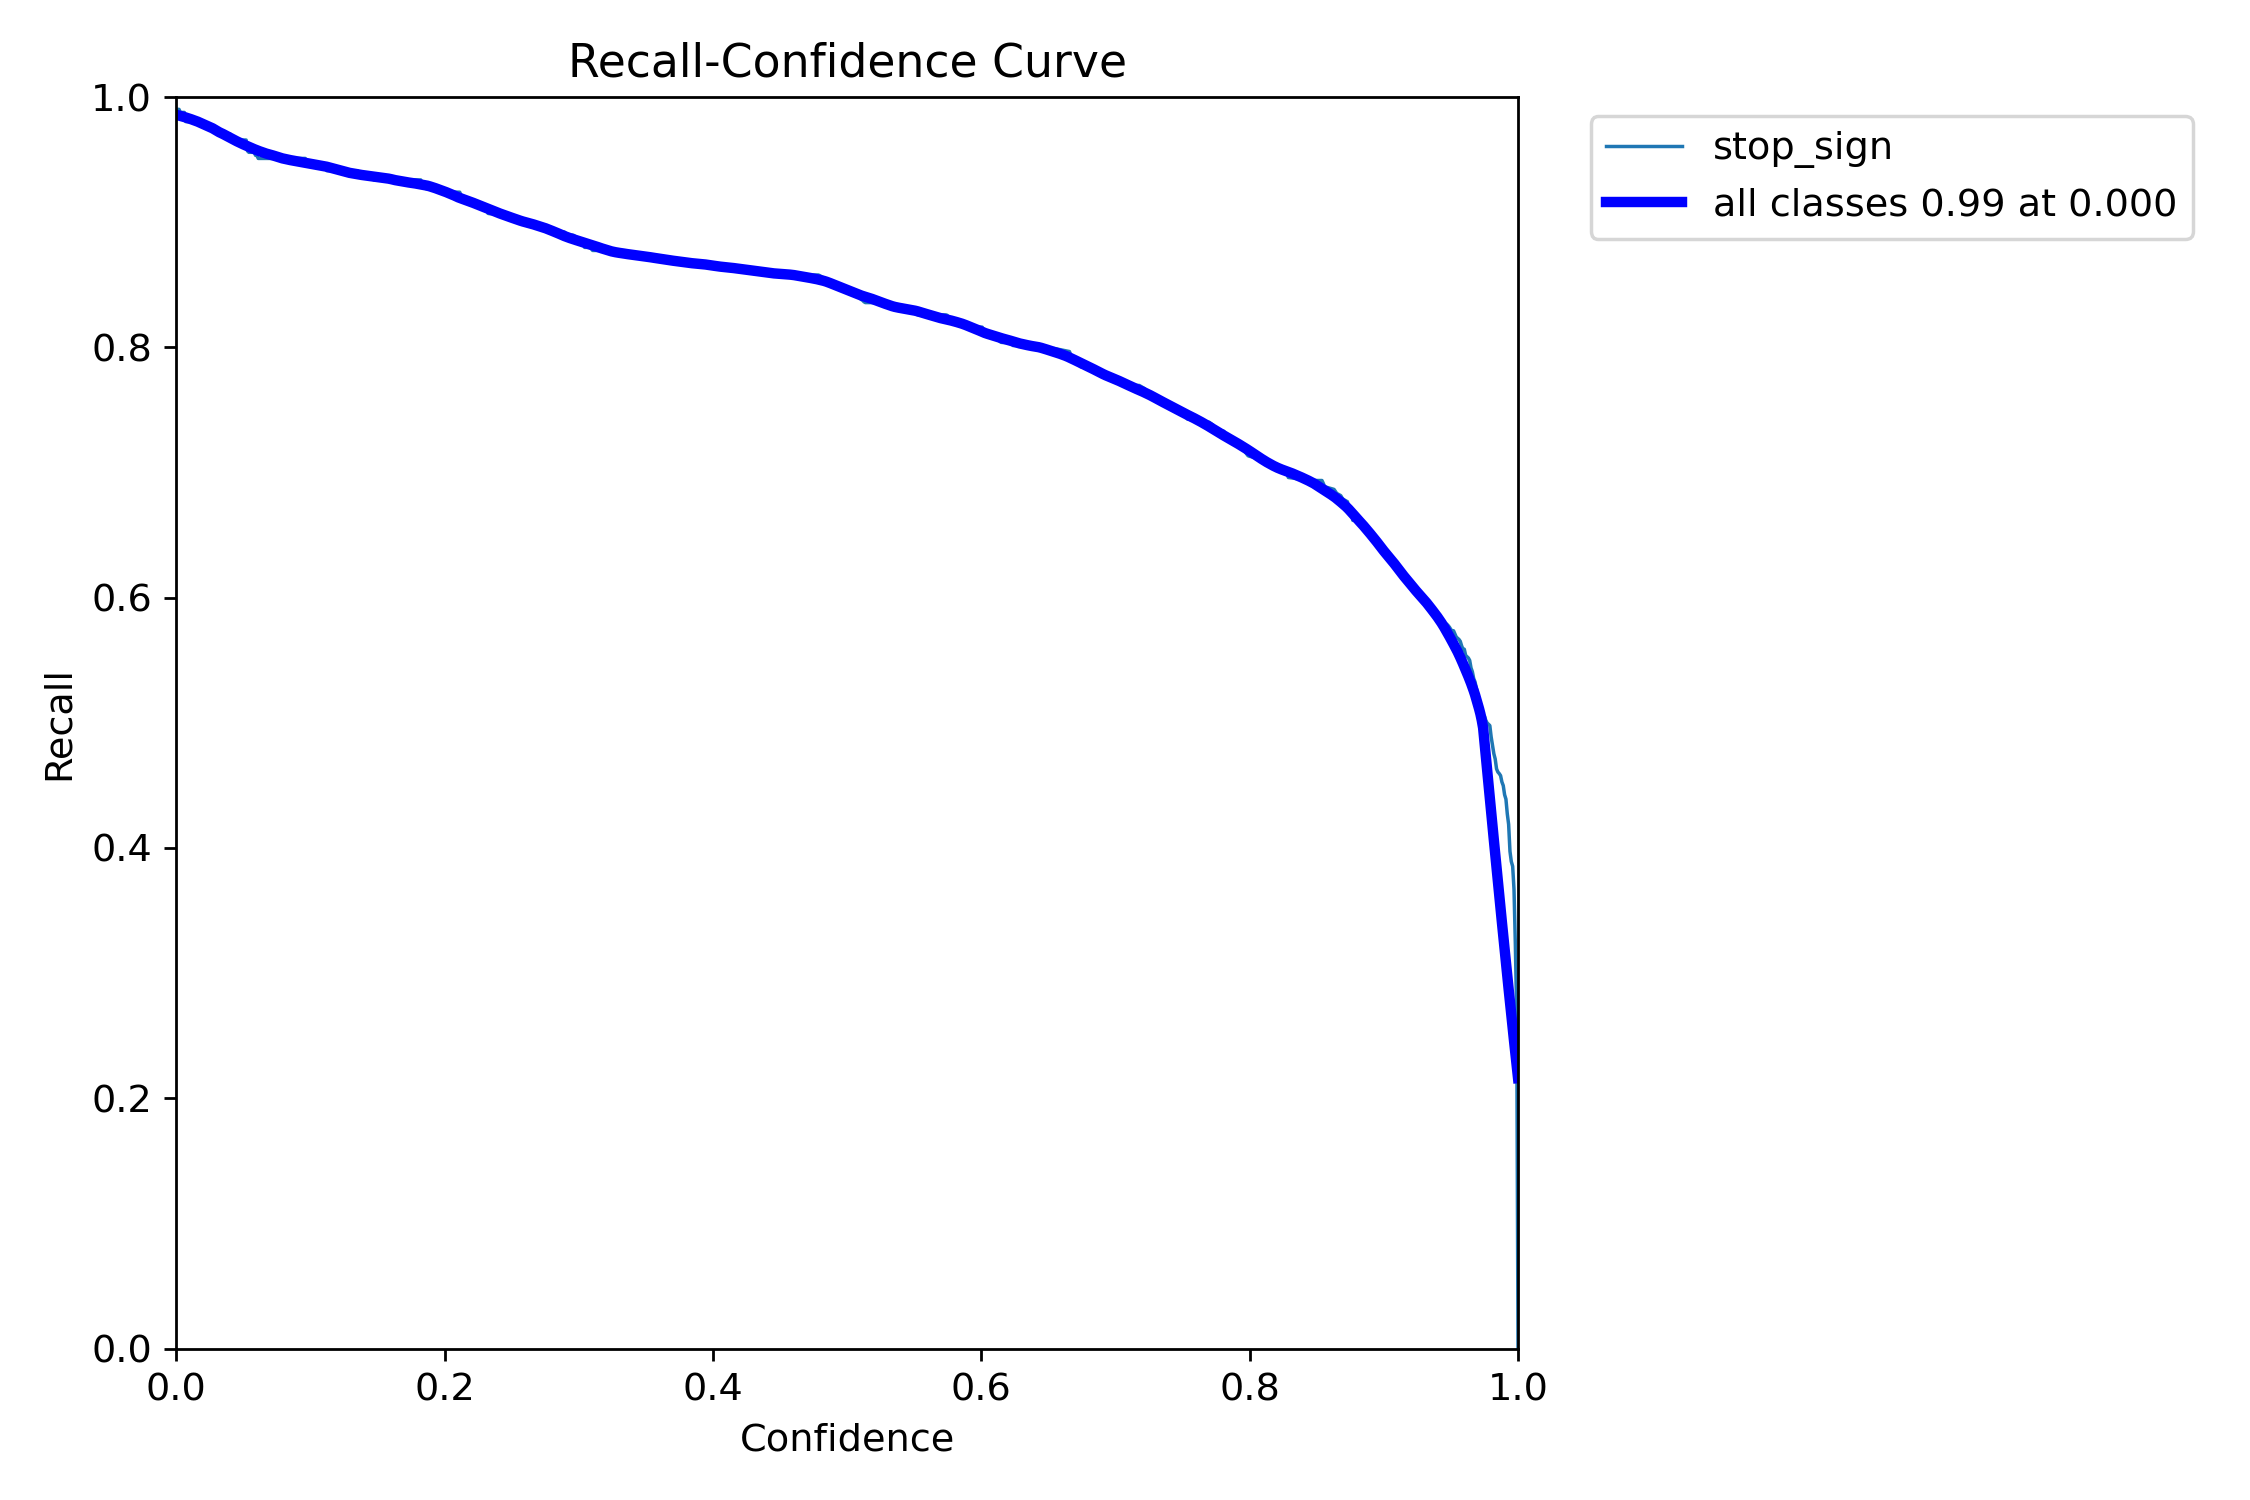 Recall-Confidence Curve
1.0
0.8
0.6
0.4
0.2
0.0
Recall
0.0 0.2 0.4 0.6 0.8 1.0
Confidence
stop_sign
all classes 0.99 at 0.000